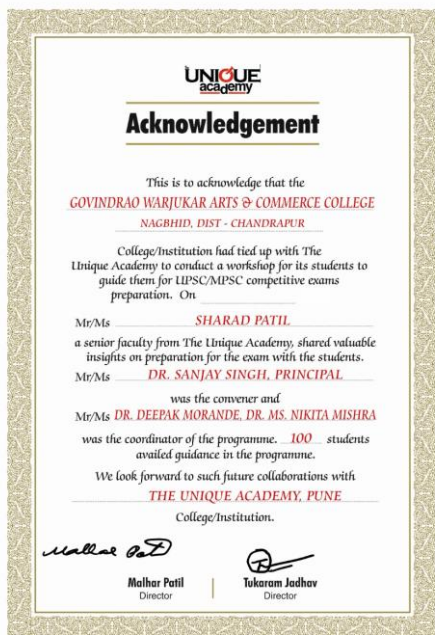 THE UNIQUE
academy
Acknowledgement
This is to acknowledge that the
GOVINDRAO WARJUKAR ARTS & COMMERCE COLLEGE
NAGBHID, DIST - CHANDRAPUR
College/Institution had tied up with The
Unique Academy to conduct a workshop for its students to
guide them for UPSC/MPSC competitive exams
preparation. On
Mr/Ms SHARAD PATIL
a senior faculty from The Unique Academy, shared valuable
insights on preparation for the exam with the students.
Mr/Ms DR. SANJAY SINGH, PRINCIPAL
was the convener and
Mr/Ms DR. DEEPAK MORANDE, DR. MS. NIKITA MISHRA
was the coordinator of the programme. 100 students
availed guidance in the programme.
We look forward to such future collaborations with
THE UNIQUE ACADEMY, PUNE
College/Institution.
Malhar Patil
Malhar Patil Tukaram Jadhav
Director Director